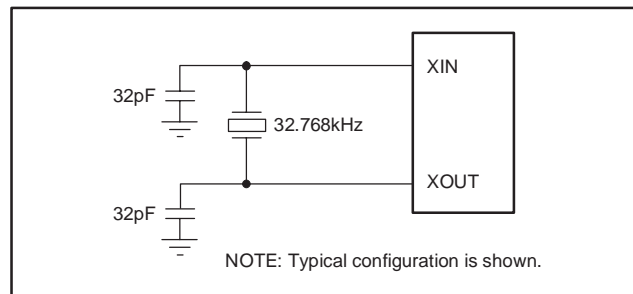 XIN
32pF
32.768kHz
XOUT
32pF
NOTE: Typical configuration is shown.